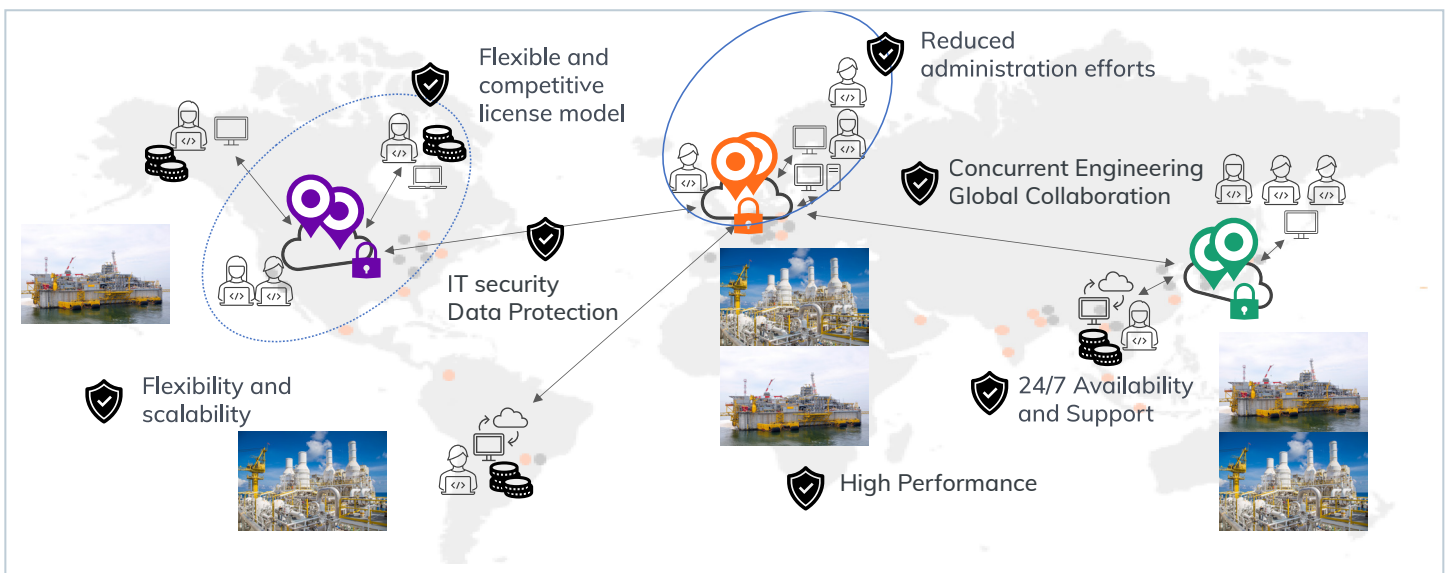 Flexible and
competitive
license model
Reduced
administration efforts
Concurrent Engineering
Global Collaboration
IT security
Data Protection
Flexibility and
scalability
24/7 Availability
and Support
High Performance